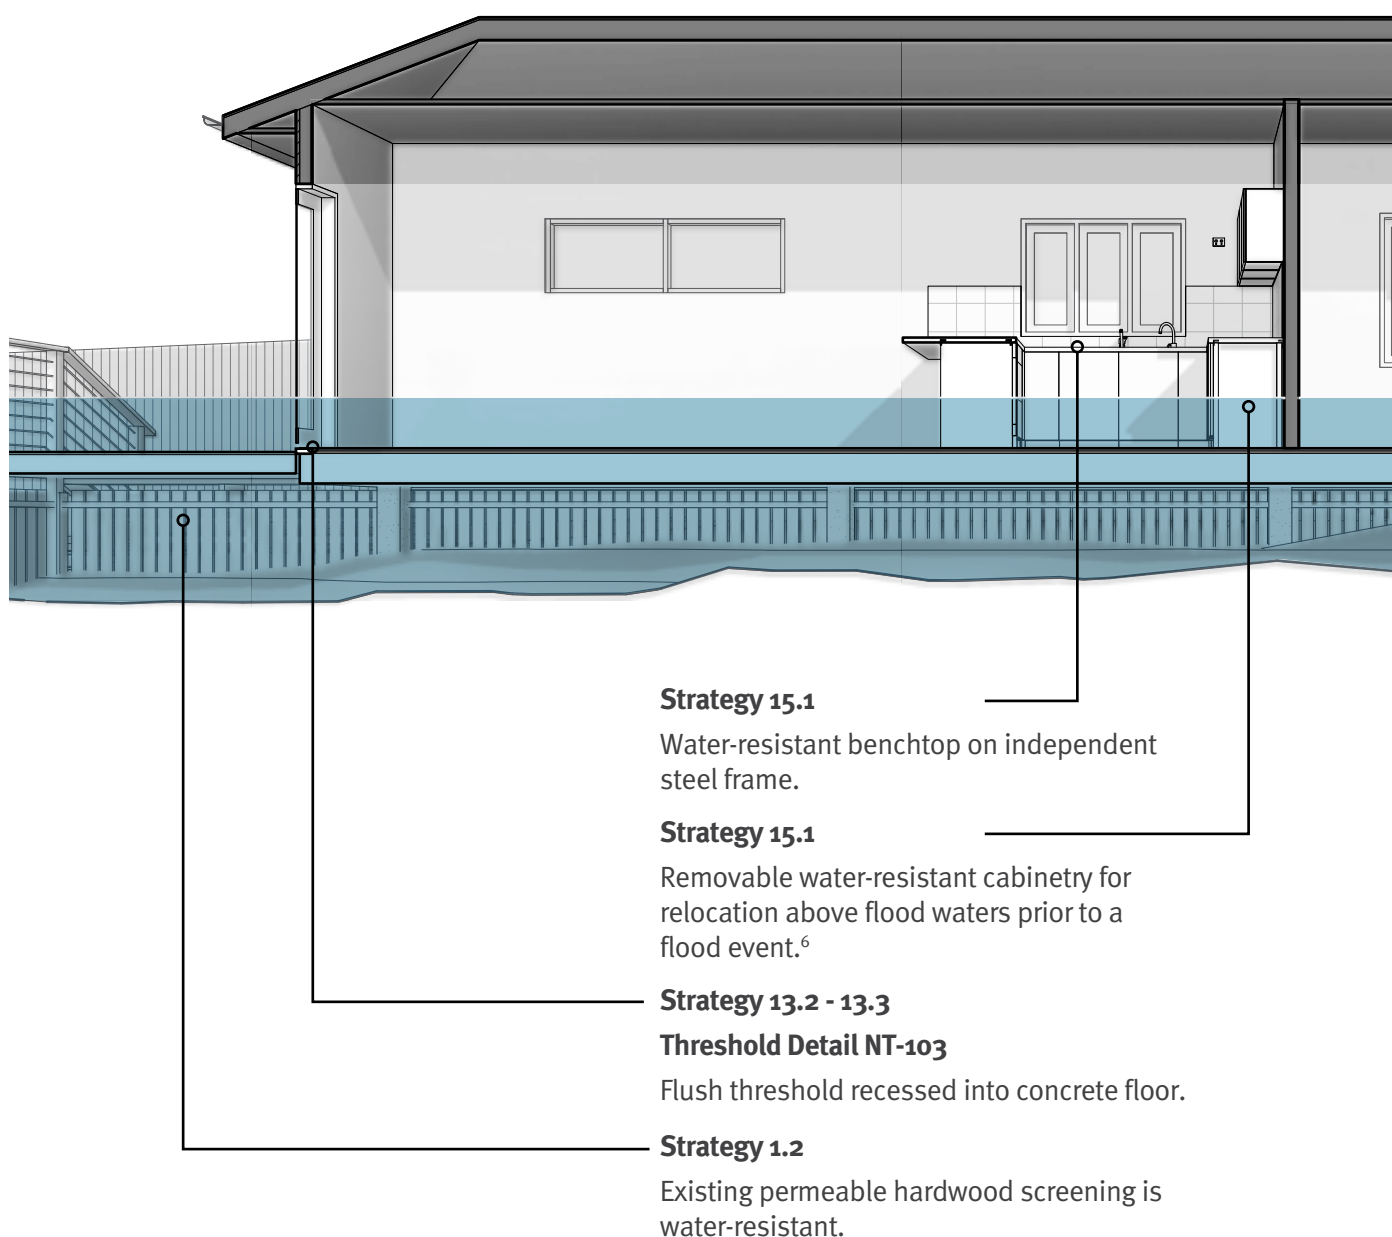 Strategy 15.1
Water-resistant benchtop on independent
steel frame.
Strategy 15.1
Removable water-resistant cabinetry for
relocation above flood waters prior to a
flood event.⁶
Strategy 13.2 - 13.3
Threshold Detail NT-103
Flush threshold recessed into concrete floor.
Strategy 1.2
Existing permeable hardwood screening is
water-resistant.